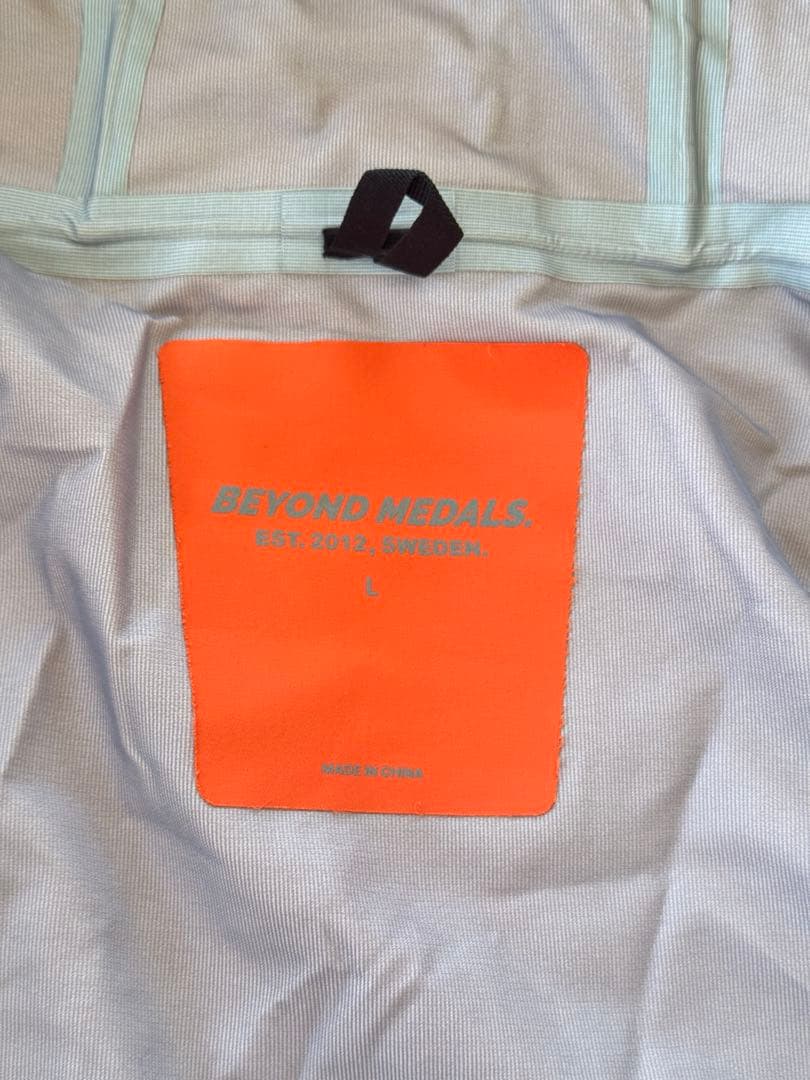 BEYOND MEDALS.
EST. 2012, SWEDEN.
L
MADE IN CHINA